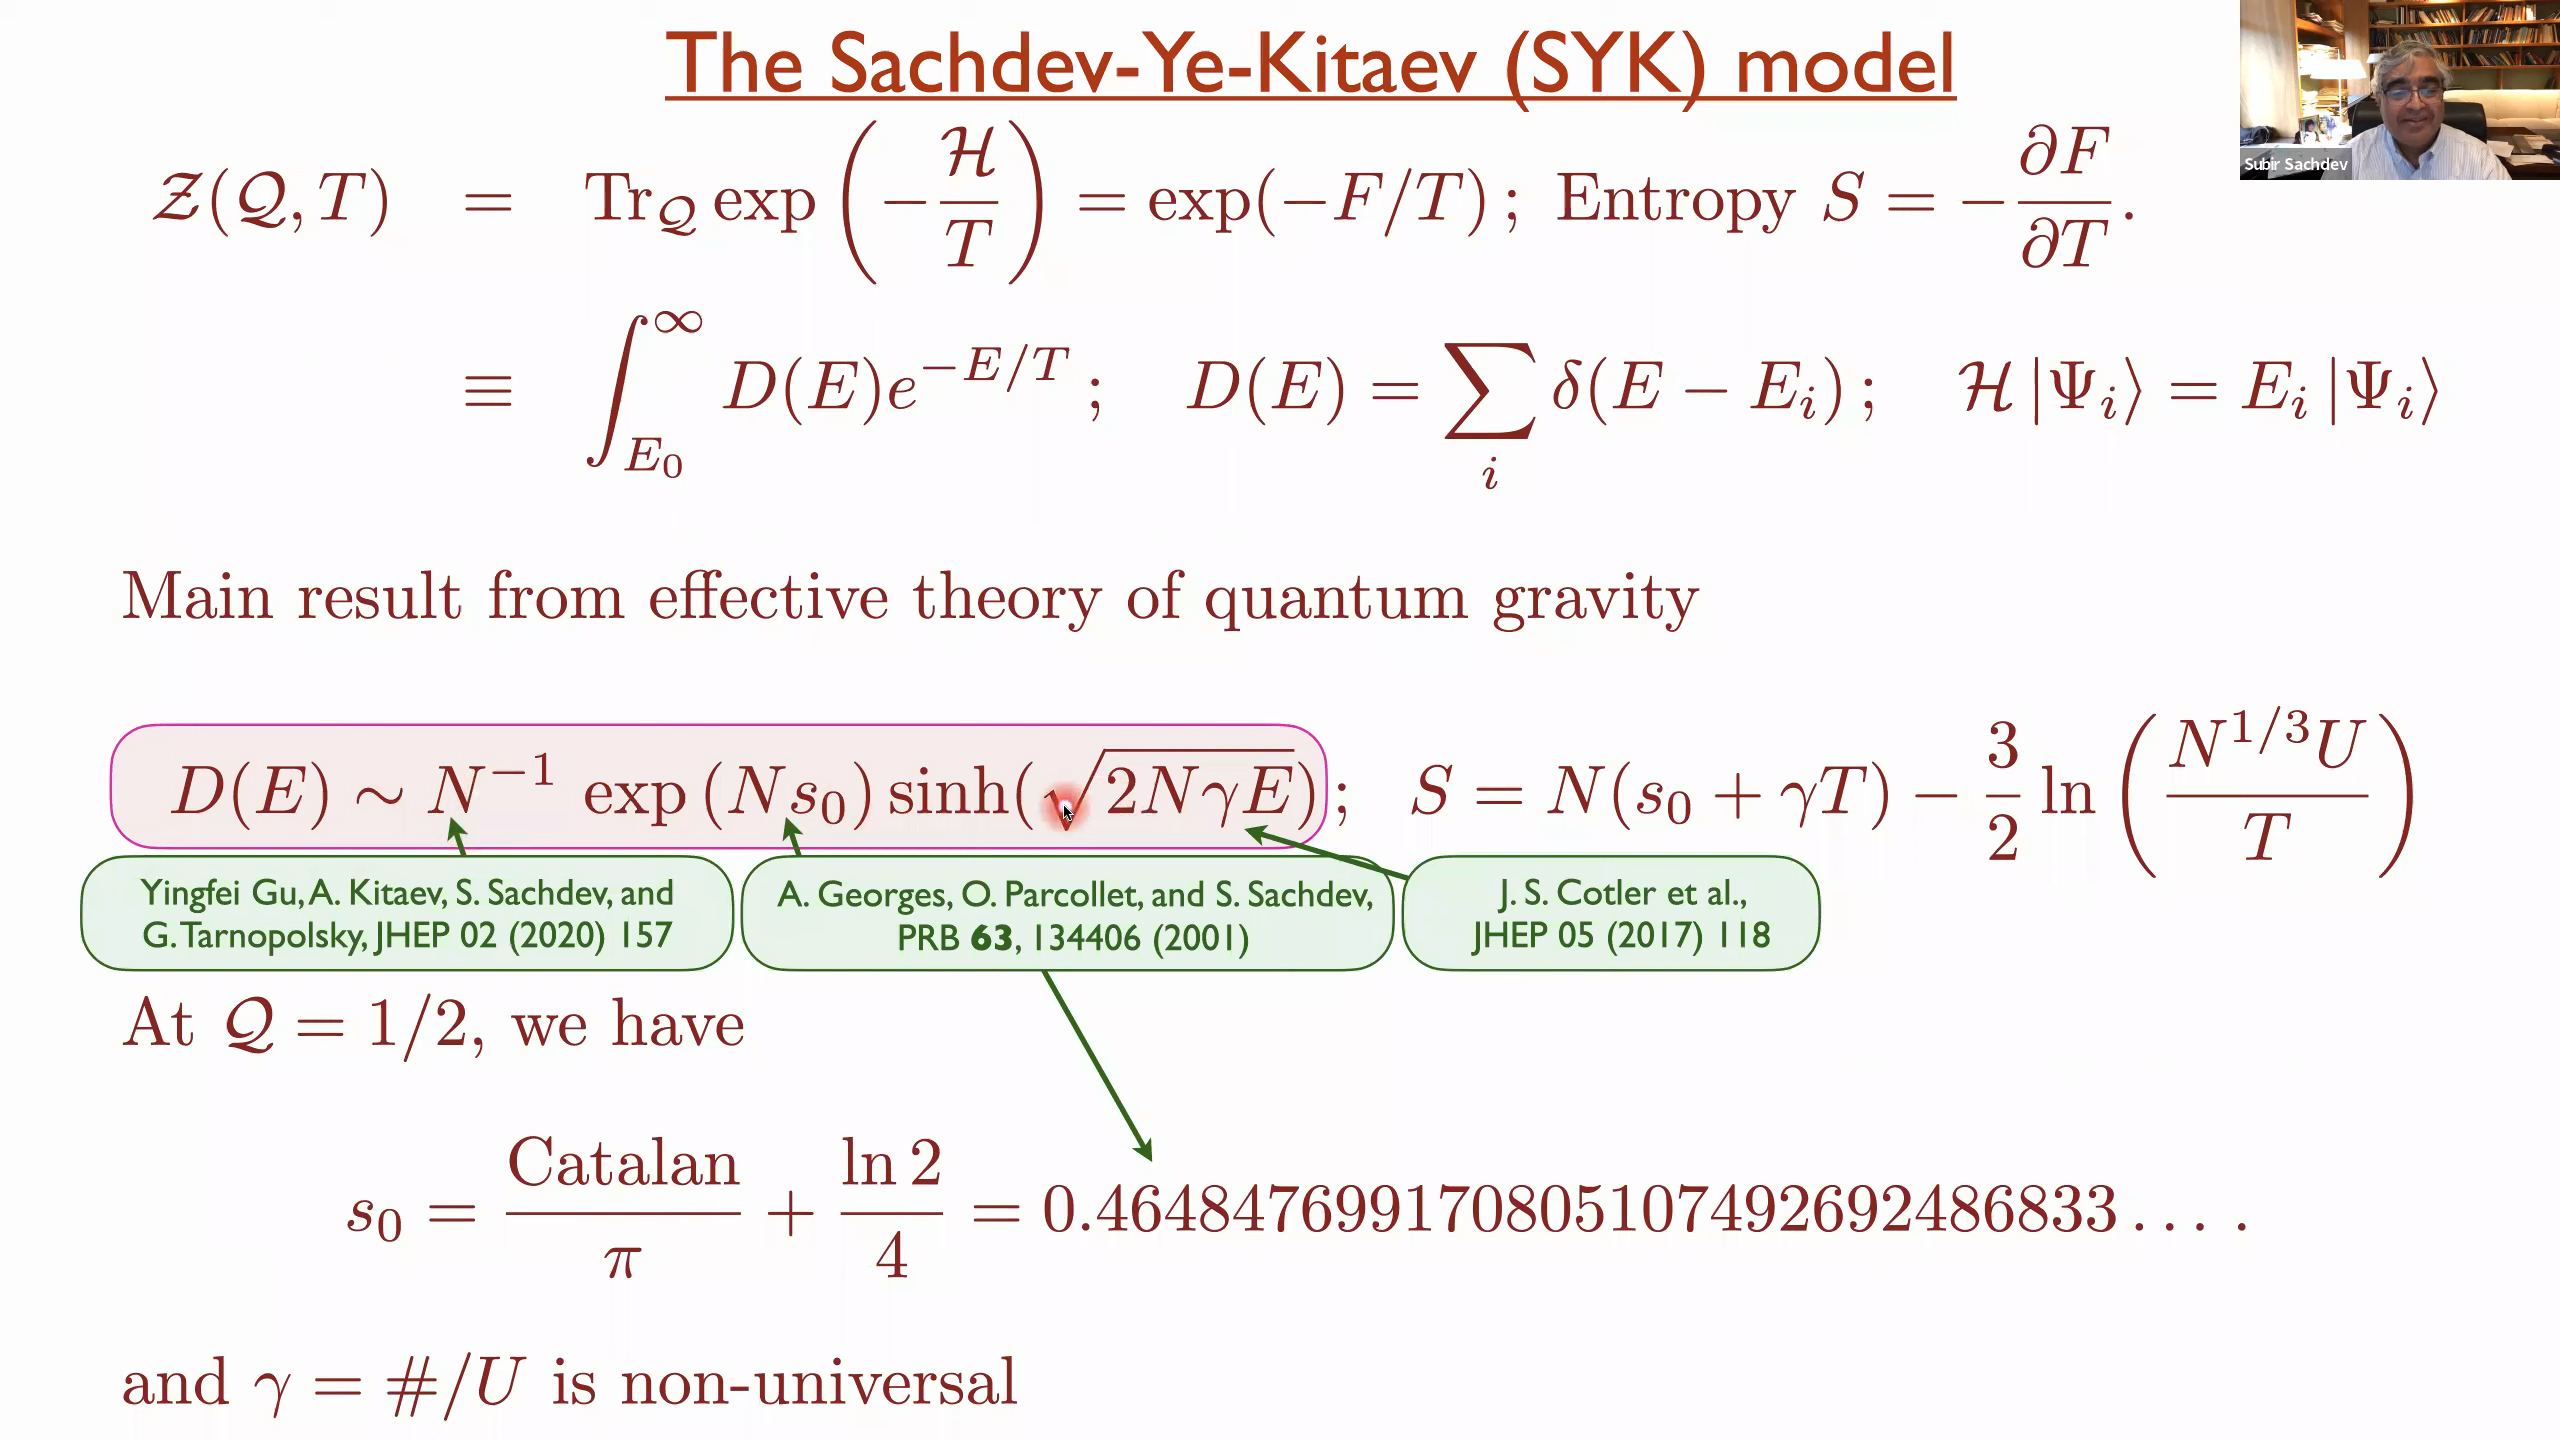 The Sachdev-Ye-Kitaev (SYK) model
Subir Sachdev
𝒵(𝒬, T) = Tr_𝒬 exp(−ℋ/T) = exp(−F/T) ; Entropy S = −∂F/∂T.
≡ ∫_{E_0}^{∞} D(E)e^{−E/T} ; D(E) = ∑_i δ(E − E_i) ; ℋ |Ψ_i⟩ = E_i |Ψ_i⟩
Main result from effective theory of quantum gravity
D(E) ∼ N^{−1} exp (Ns_0) sinh(√(2NγE)) ; S = N(s_0 + γT) − 3/2 ln (N^{1/3}U/T)
Yingfei Gu, A. Kitaev, S. Sachdev, and
G. Tarnopolsky, JHEP 02 (2020) 157
A. Georges, O. Parcollet, and S. Sachdev,
PRB 63, 134406 (2001)
J. S. Cotler et al.,
JHEP 05 (2017) 118
At 𝒬 = 1/2, we have
s_0 = Catalan/π + ln 2/4 = 0.464847699170805107492692486833 . . . .
and γ = #/U is non-universal